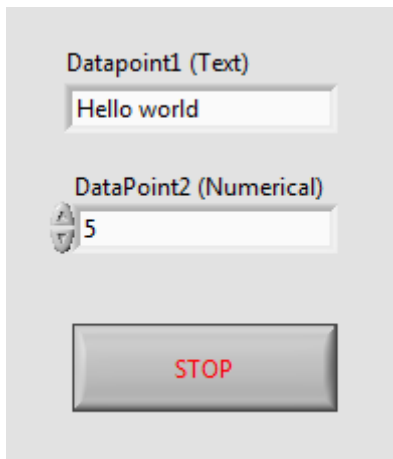 Datapoint1 (Text)
Hello world
DataPoint2 (Numerical)
5
STOP